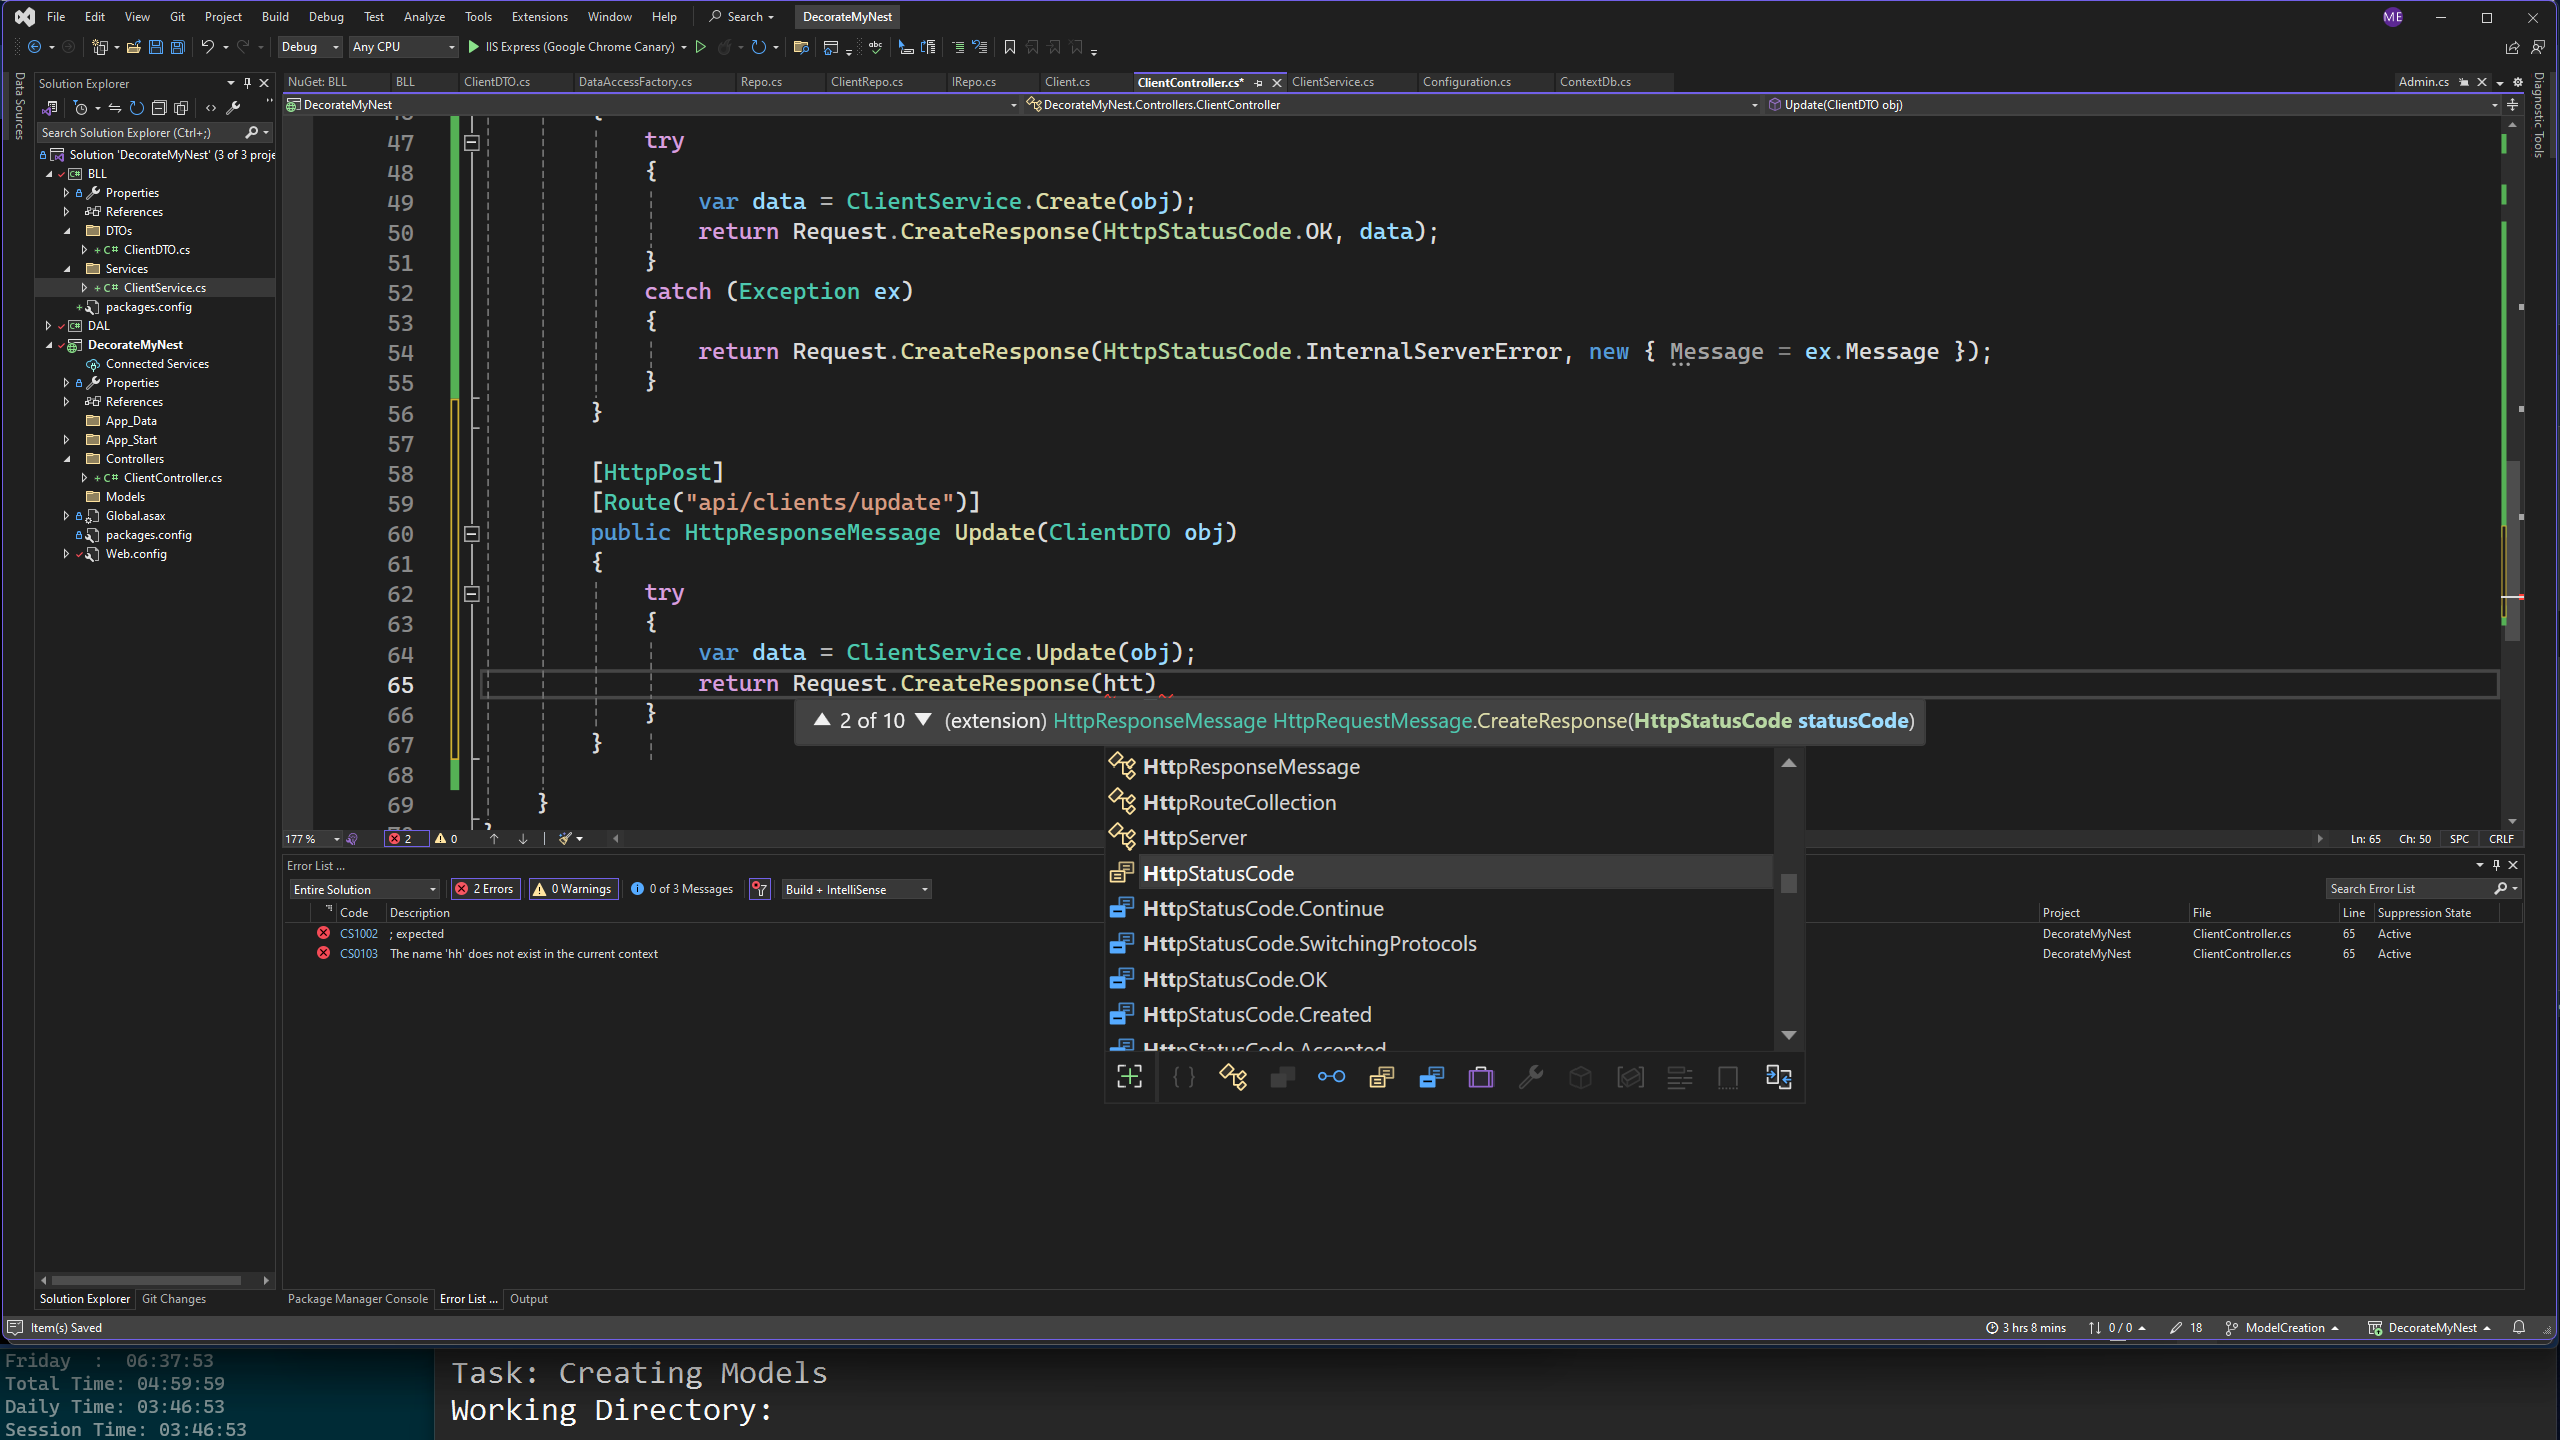 File Edit View Git Project Build Debug Test Analyze Tools Extensions Window Help Search DecorateMyNest ME
Debug Any CPU IIS Express (Google Chrome Canary)
Data Sources
Solution Explorer
Search Solution Explorer (Ctrl+;)
Solution 'DecorateMyNest' (3 of 3 proje
BLL
Properties
References
DTOs
C# ClientDTO.cs
Services
C# ClientService.cs
packages.config
DAL
DecorateMyNest
Connected Services
Properties
References
App_Data
App_Start
Controllers
C# ClientController.cs
Models
Global.asax
packages.config
Web.config
Solution Explorer Git Changes
NuGet: BLL BLL ClientDTO.cs DataAccessFactory.cs Repo.cs ClientRepo.cs IRepo.cs Client.cs ClientController.cs* ClientService.cs Configuration.cs ContextDb.cs Admin.cs
DecorateMyNest DecorateMyNest.Controllers.ClientController Update(ClientDTO obj)
Diagnostic Tools
47 try
48 {
49 var data = ClientService.Create(obj);
50 return Request.CreateResponse(HttpStatusCode.OK, data);
51 }
52 catch (Exception ex)
53 {
54 return Request.CreateResponse(HttpStatusCode.InternalServerError, new { Message = ex.Message });
55 }
56 }
57
58 [HttpPost]
59 [Route("api/clients/update")]
60 public HttpResponseMessage Update(ClientDTO obj)
61 {
62 try
63 {
64 var data = ClientService.Update(obj);
65 return Request.CreateResponse(htt)
66 }
67 }
68
69 }
2 of 10 (extension) HttpResponseMessage HttpRequestMessage.CreateResponse(HttpStatusCode statusCode)
HttpResponseMessage
HttpRouteCollection
HttpServer
HttpStatusCode
HttpStatusCode.Continue
HttpStatusCode.SwitchingProtocols
HttpStatusCode.OK
HttpStatusCode.Created
HttpStatusCode.Accepted
177 % 2 0 Ln: 65 Ch: 50 SPC CRLF
Error List ...
Entire Solution 2 Errors 0 Warnings 0 of 3 Messages Build + IntelliSense Search Error List
Code Description Project File Line Suppression State
CS1002 ; expected DecorateMyNest ClientController.cs 65 Active
CS0103 The name 'hh' does not exist in the current context DecorateMyNest ClientController.cs 65 Active
Package Manager Console Error List ... Output
Item(s) Saved 3 hrs 8 mins 0 / 0 18 ModelCreation DecorateMyNest
Friday : 06:37:53
Total Time: 04:59:59
Daily Time: 03:46:53
Session Time: 03:46:53
Task: Creating Models
Working Directory: